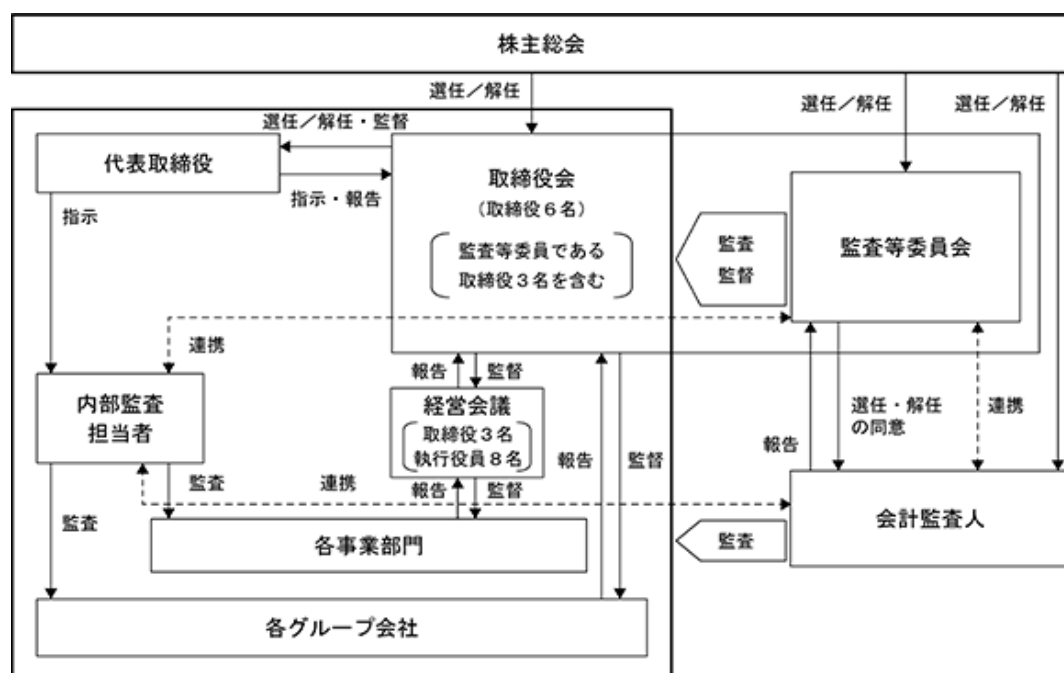 株主総会
選任／解任
選任／解任
選任／解任
選任／解任・監督
代表取締役
指示・報告
指示
取締役会
（取締役６名）
監査等委員である
取締役３名を含む
監査
監督
監査等委員会
連携
報告
監督
内部監査
担当者
経営会議
取締役３名
執行役員８名
報告
監督
報告
選任・解任
の同意
連携
監査
連携
報告
監督
監査
各事業部門
監査
会計監査人
各グループ会社